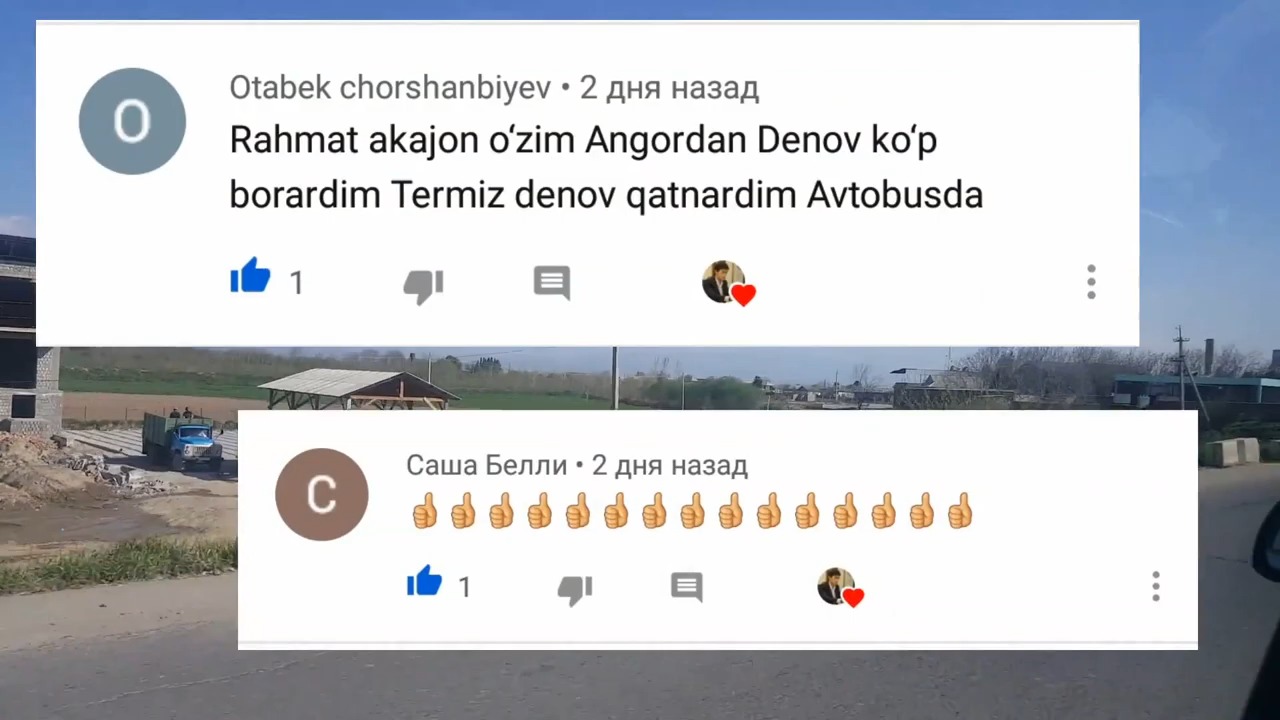 O
Otabek chorshanbiyev • 2 дня назад
Rahmat akajon o‘zim Angordan Denov ko‘p
borardim Termiz denov qatnardim Avtobusda
1
С
Саша Белли • 2 дня назад
👍👍👍👍👍👍👍👍👍👍👍👍👍👍👍
1